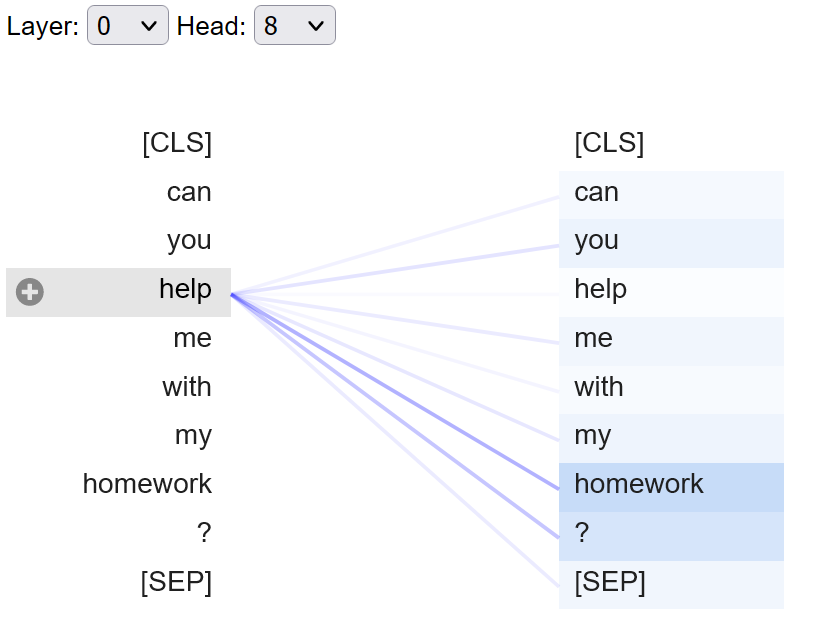 Layer: 0 Head: 8
[CLS] [CLS]
can can
you you
help help
me me
with with
my my
homework homework
? ?
[SEP] [SEP]